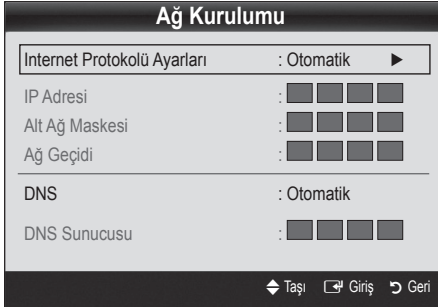 Ağ Kurulumu
Internet Protokolü Ayarları : Otomatik ►
IP Adresi :
Alt Ağ Maskesi :
Ağ Geçidi :
DNS : Otomatik
DNS Sunucusu :
Taşı Giriş Geri